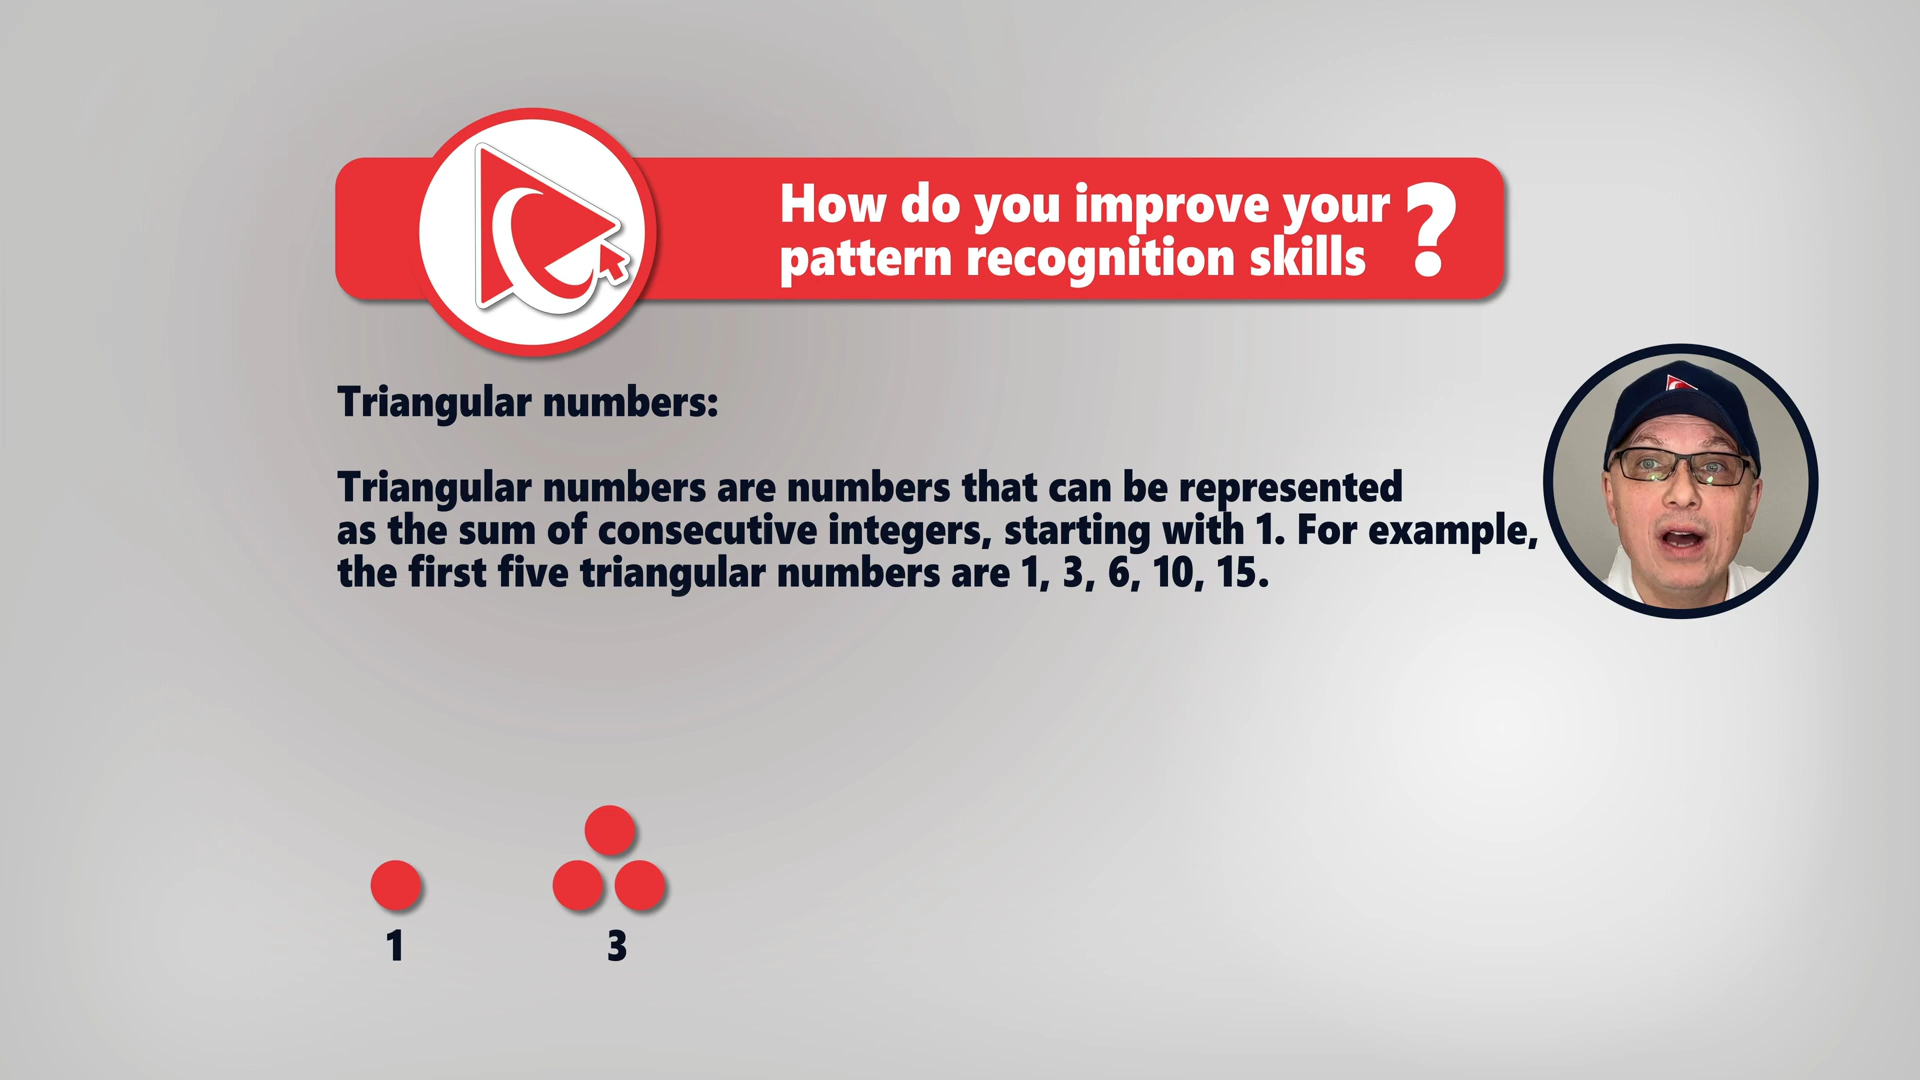 How do you improve your
pattern recognition skills ?
Triangular numbers:
Triangular numbers are numbers that can be represented
as the sum of consecutive integers, starting with 1. For example,
the first five triangular numbers are 1, 3, 6, 10, 15.
1 3